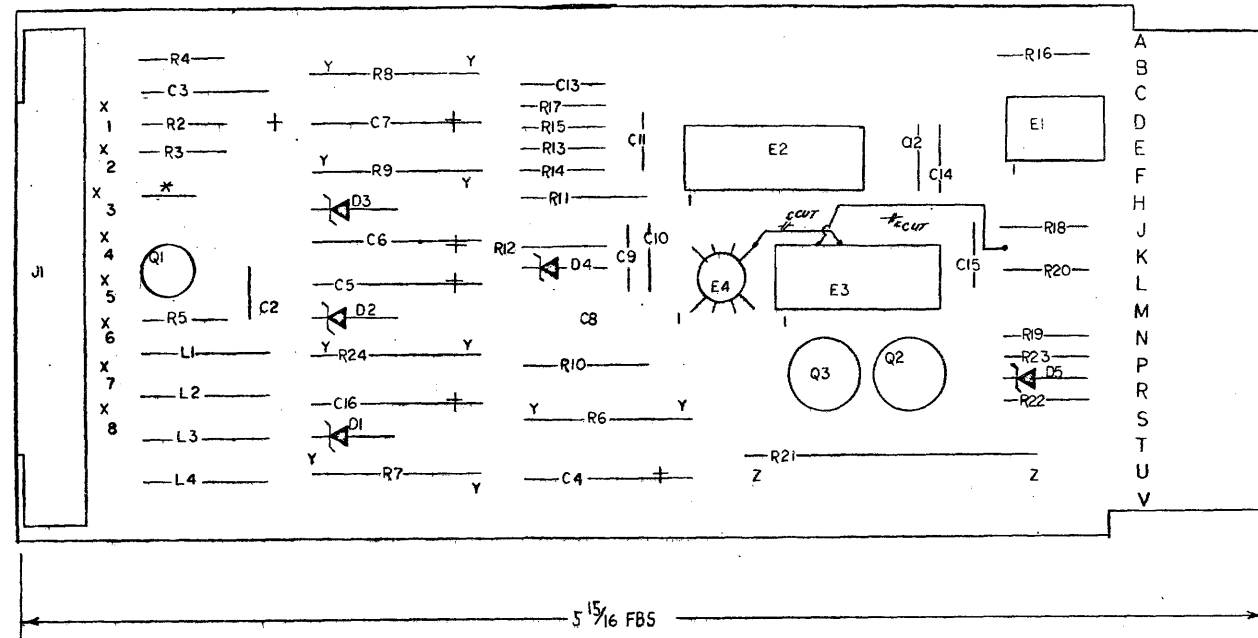 J1
X 1
X 2
X 3
X 4
X 5
X 6
X 7
X 8
R4
C3
R2 +
R3
*
Q1
C2
R5
L1
L2
L3
L4
Y R8 Y
C7 +
Y R9 Y
D3
C6 +
C5 +
D2
Y R24 Y
C16 +
D1
Y R7 Y
C13
R17
R15
R13
R14
R11
C11
R12
D4
C9
C10
C8
R10
Y R6 Y
C4 +
E2
1
C12
C14
E1
1
CUT
CUT
E4
1
E3
1
C15
Q3
Q2
R21
Z Z
R16
R18
R20
R19
R23
D5
R22
A
B
C
D
E
F
H
J
K
L
M
N
P
R
S
T
U
V
5 15/16 FBS